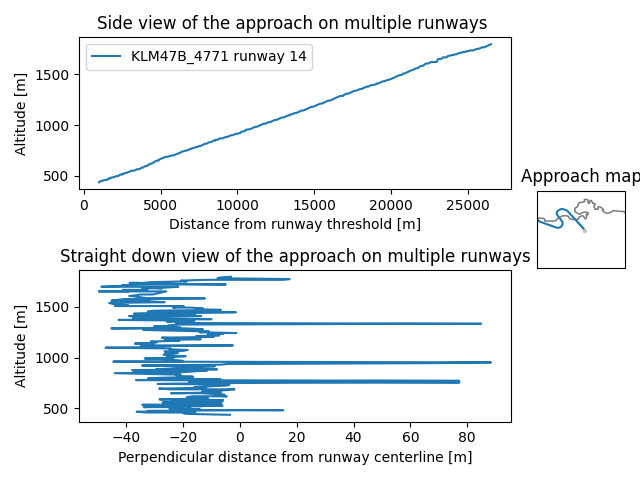 Side view of the approach on multiple runways
KLM47B_4771 runway 14
Altitude [m]
1500
1000
500
0
5000
10000
15000
20000
25000
Distance from runway threshold [m]
Approach map
Straight down view of the approach on multiple runways
Altitude [m]
1500
1000
500
−40
−20
0
20
40
60
80
Perpendicular distance from runway centerline [m]